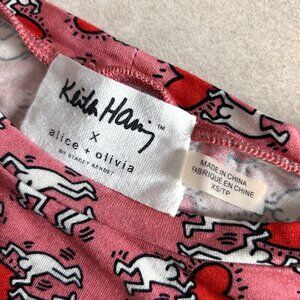 Keith Haring™
X
alice + olivia
BY STACEY BENDET
MADE IN CHINA
FABRIQUÉ EN CHINE
XS/TP